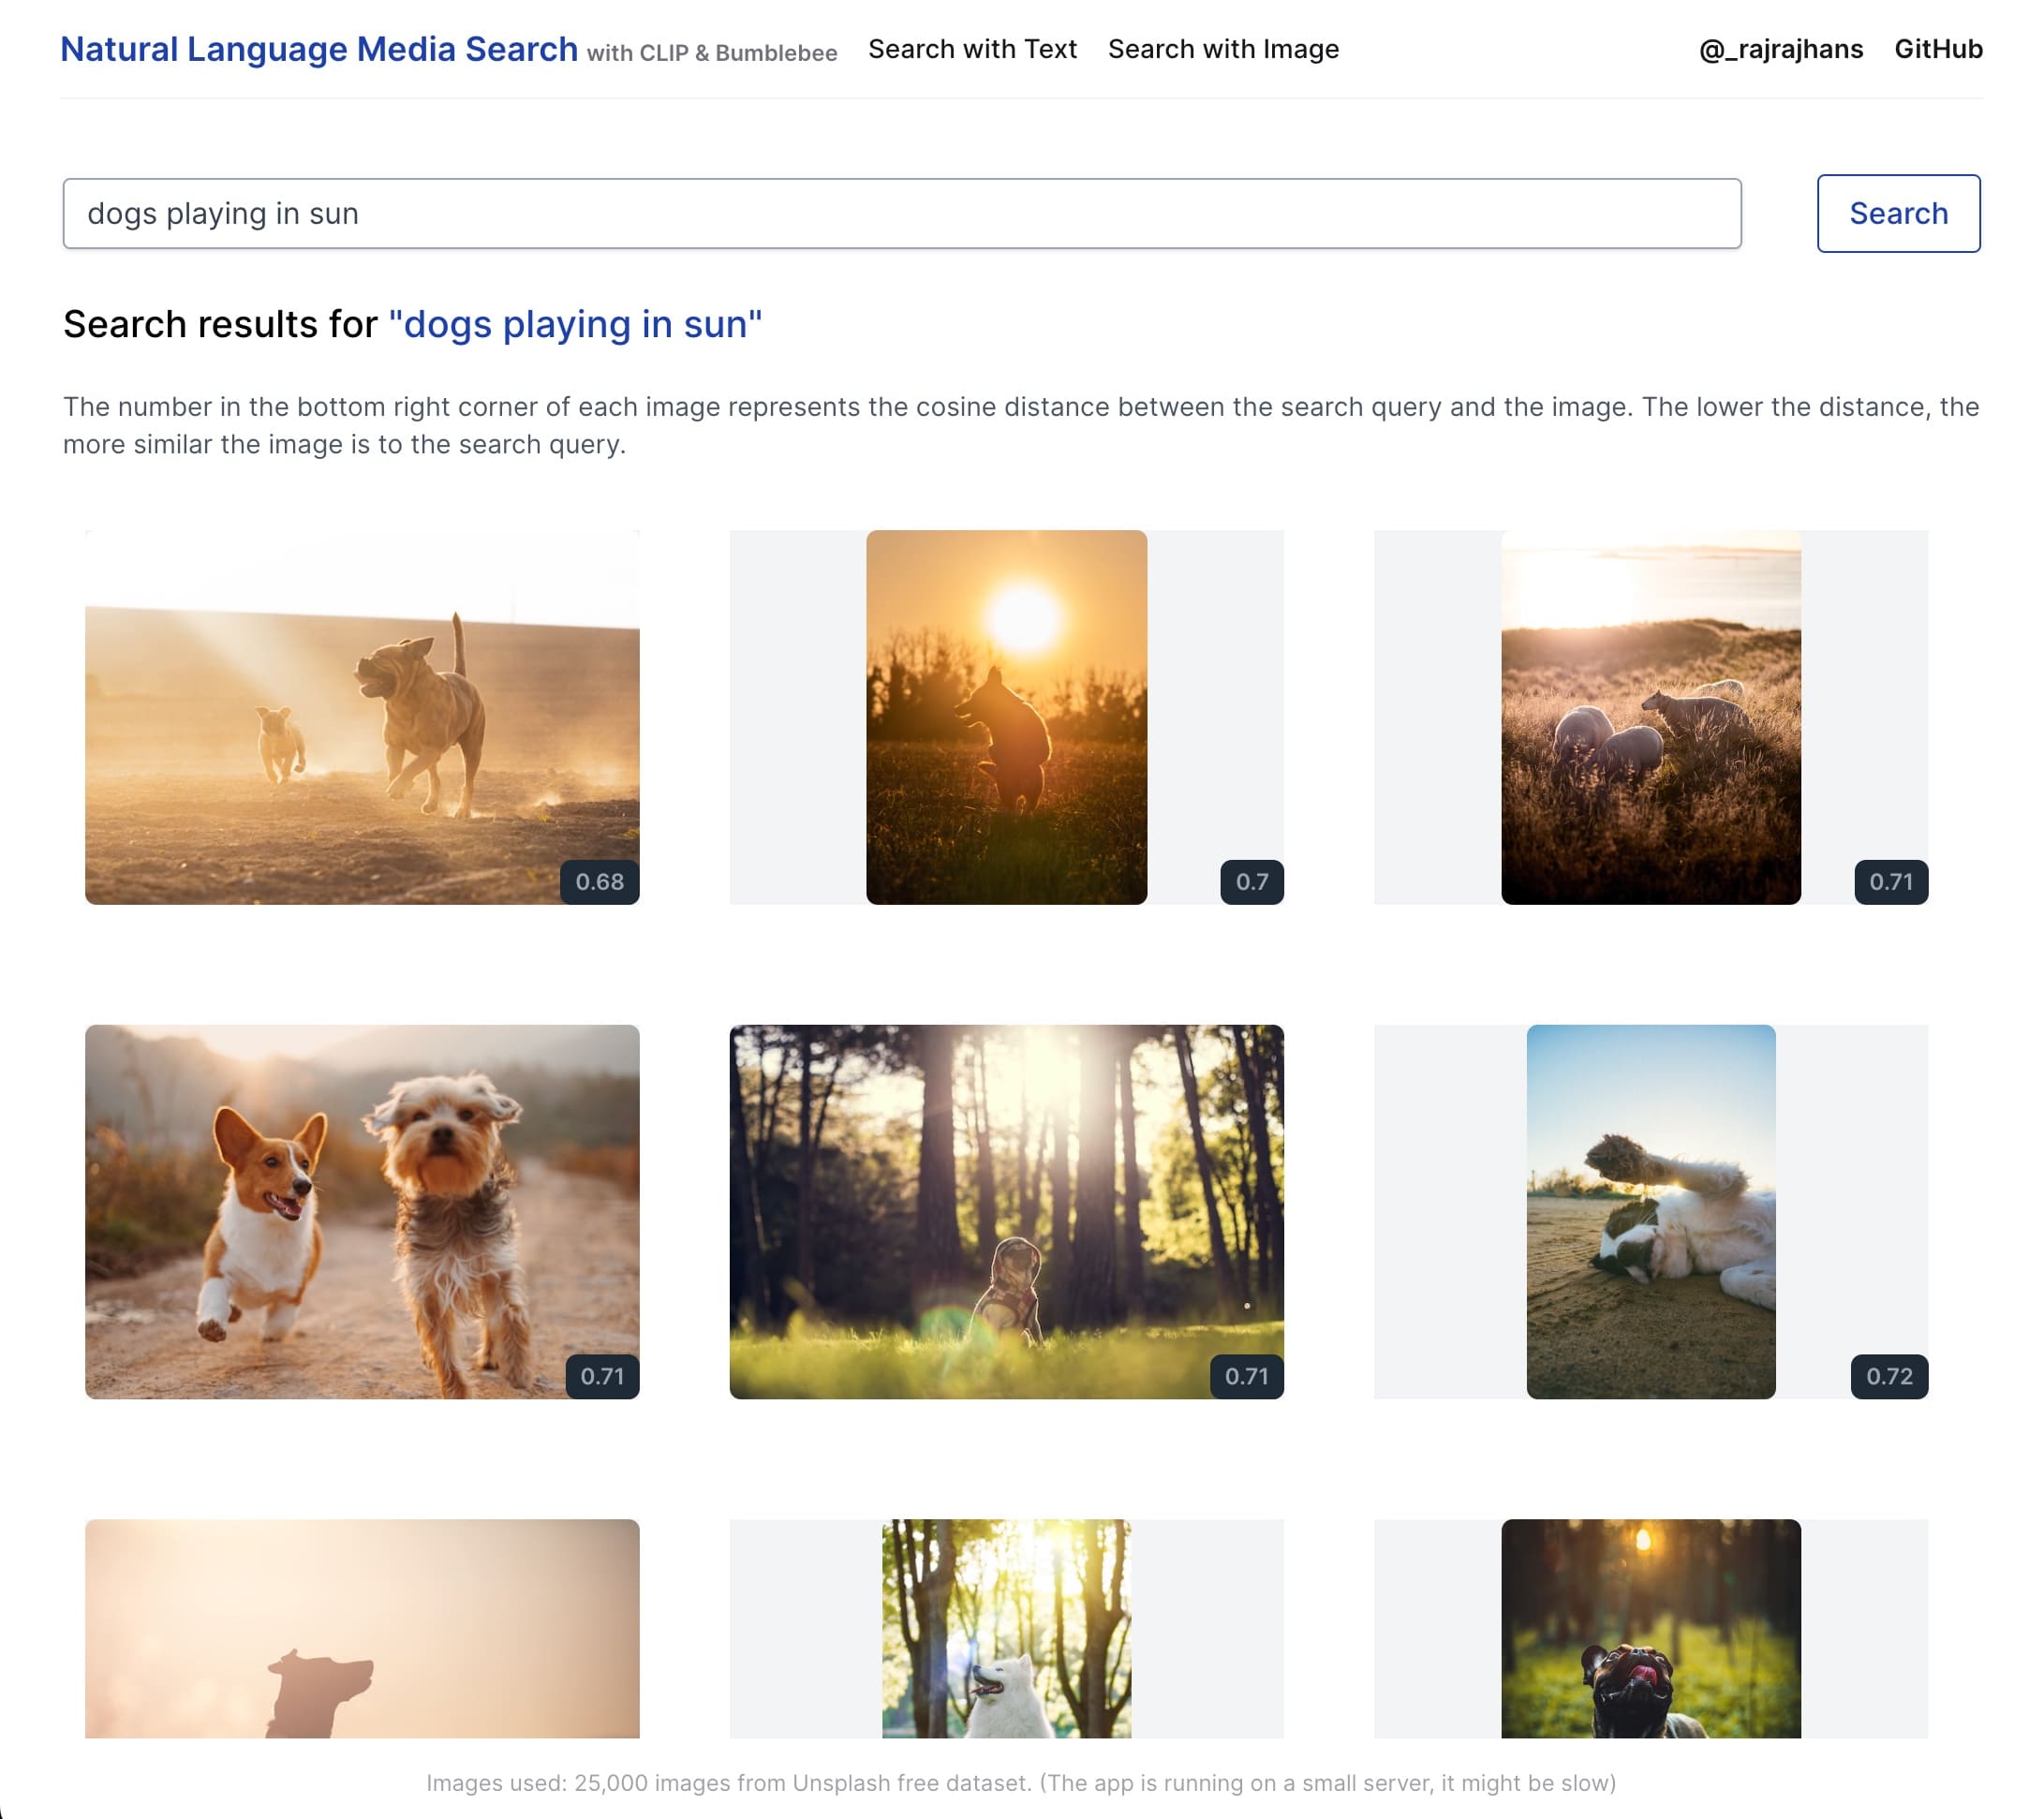 Natural Language Media Search with CLIP & Bumblebee Search with Text Search with Image @_rajrajhans GitHub
dogs playing in sun Search
Search results for "dogs playing in sun"
The number in the bottom right corner of each image represents the cosine distance between the search query and the image. The lower the distance, the
more similar the image is to the search query.
0.68 0.7 0.71
0.71 0.71 0.72
Images used: 25,000 images from Unsplash free dataset. (The app is running on a small server, it might be slow)